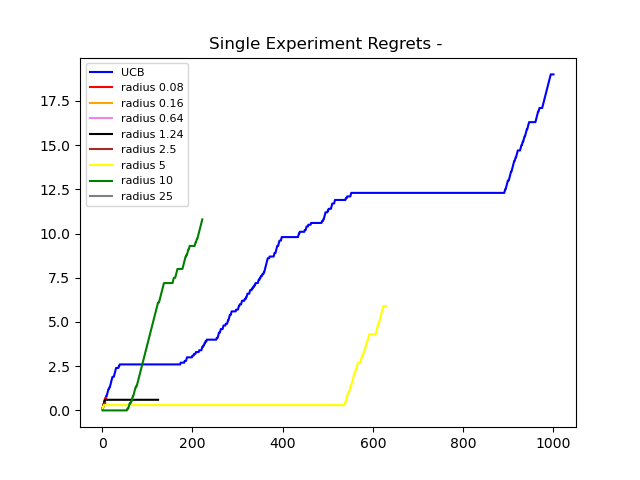 Single Experiment Regrets -
UCB
radius 0.08
radius 0.16
radius 0.64
radius 1.24
radius 2.5
radius 5
radius 10
radius 25
17.5
15.0
12.5
10.0
7.5
5.0
2.5
0.0
0 200 400 600 800 1000